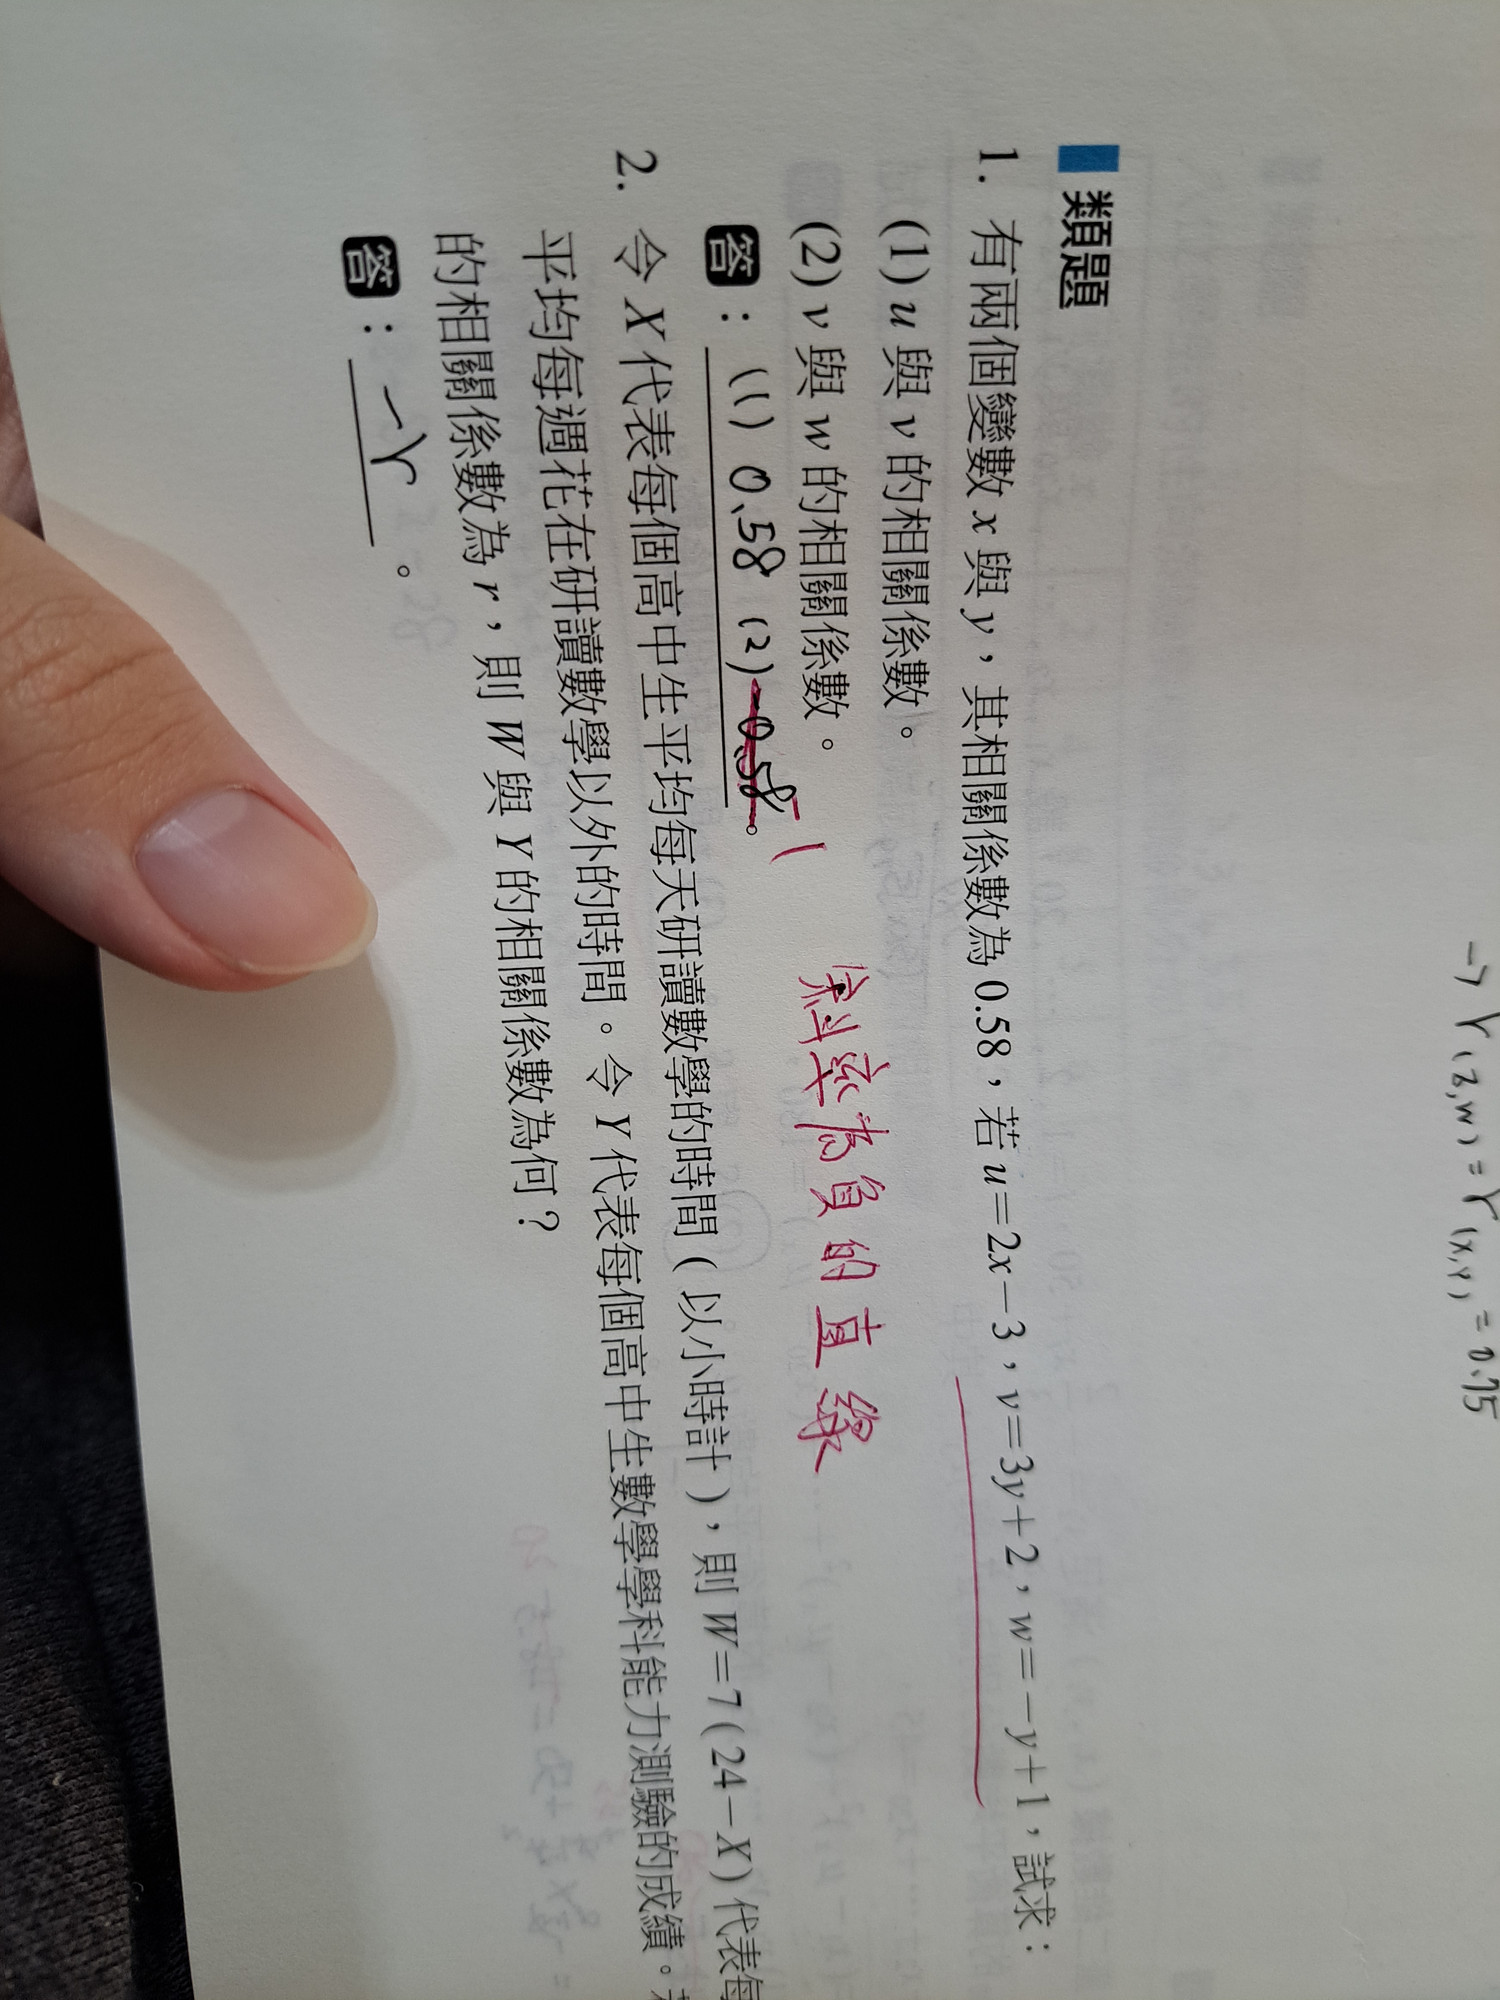 → r(z,w) = r(x,y) = 0.75
類題
1. 有兩個變數 x 與 y，其相關係數為 0.58，若 u=2x−3，v=3y+2，w=−y+1，試求：
(1) u 與 v 的相關係數。
(2) v 與 w 的相關係數。
答：(1) 0.58 (2) -0.58。 -1
斜率為負的直線
2. 令 X 代表每個高中生平均每天研讀數學的時間（以小時計），則 W=7(24−X) 代表每
平均每週花在研讀數學以外的時間。令 Y 代表每個高中生數學學科能力測驗的成績。
的相關係數為 r，則 W 與 Y 的相關係數為何？
答：-r。